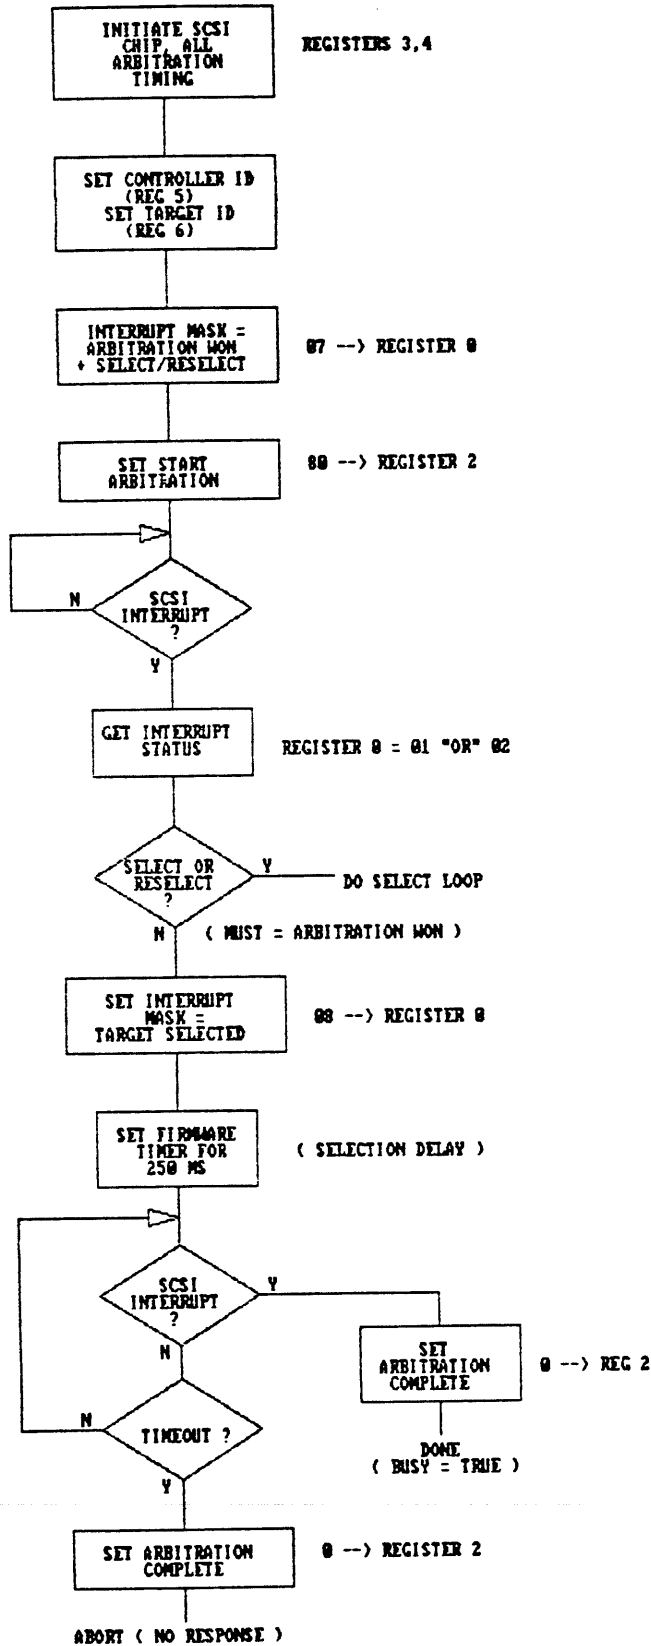 INITIATE SCSI
CHIP, ALL
ARBITRATION
TIMING
REGISTERS 3,4
SET CONTROLLER ID
(REG 5)
SET TARGET ID
(REG 6)
INTERRUPT MASK =
ARBITRATION WON
+ SELECT/RESELECT
07 --> REGISTER 0
SET START
ARBITRATION
80 --> REGISTER 2
N
SCSI
INTERRUPT
?
Y
GET INTERRUPT
STATUS
REGISTER 0 = 01 "OR" 02
SELECT OR
RESELECT
?
Y
DO SELECT LOOP
N
( MUST = ARBITRATION WON )
SET INTERRUPT
MASK =
TARGET SELECTED
08 --> REGISTER 0
SET FIRMWARE
TIMER FOR
250 MS
( SELECTION DELAY )
SCSI
INTERRUPT
?
Y
N
SET
ARBITRATION
COMPLETE
0 --> REG 2
DONE
( BUSY = TRUE )
N
TIMEOUT ?
Y
SET ARBITRATION
COMPLETE
0 --> REGISTER 2
ABORT ( NO RESPONSE )